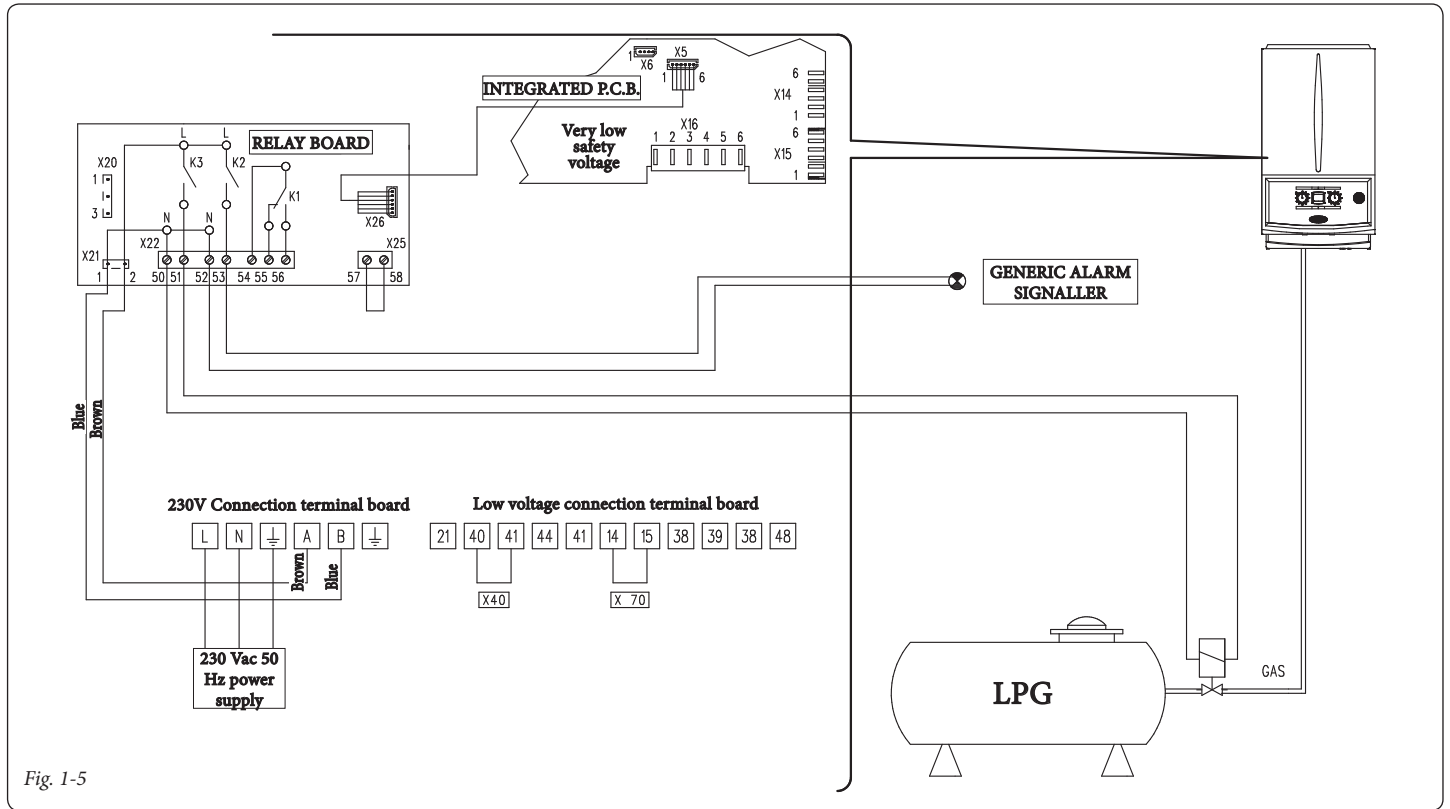 1
X6
X5
1
6
INTEGRATED P.C.B.
Very low
safety
voltage
X16
1 2 3 4 5 6
6
X14
1
6
X15
1
L L
RELAY BOARD
X20
1
3
K3
K2
K1
X26
N N
X21
X22
X25
1 2 50 51 52 53 54 55 56 57 58
GENERIC ALARM
SIGNALLER
Blue
Brown
230V Connection terminal board
L N A B
Brown
Blue
230 Vac 50
Hz power
supply
Low voltage connection terminal board
21 40 41 44 41 14 15 38 39 38 48
X40
X 70
GAS
LPG
Fig. 1-5